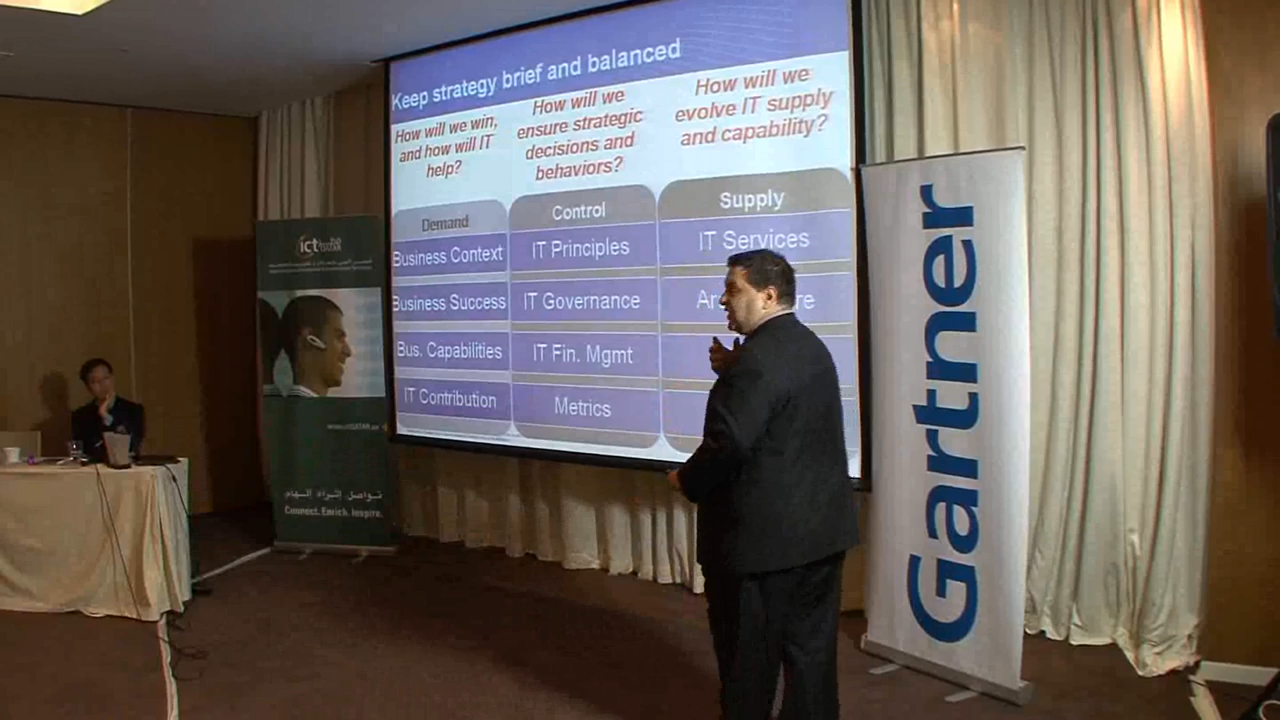 Keep strategy brief and balanced
How will we win,
and how will IT
help?
How will we
ensure strategic
decisions and
behaviors?
How will we
evolve IT supply
and capability?
Demand
Business Context
Business Success
Bus. Capabilities
IT Contribution
Control
IT Principles
IT Governance
IT Fin. Mgmt
Metrics
Supply
IT Services
Gartner
ict
QATAR
تواصل إثراء إلهام
Connect. Enrich. Inspire.